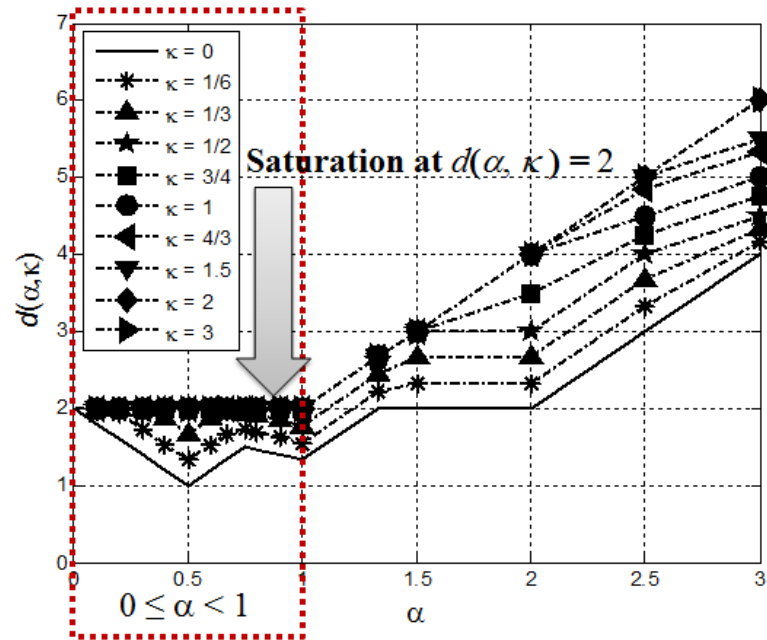 7
6
5
4
3
2
1
0
d(α,κ)
κ = 0
κ = 1/6
κ = 1/3
κ = 1/2
κ = 3/4
κ = 1
κ = 4/3
κ = 1.5
κ = 2
κ = 3
Saturation at d(α, κ) = 2
0
0.5
1
1.5
2
2.5
3
0 ≤ α < 1
α